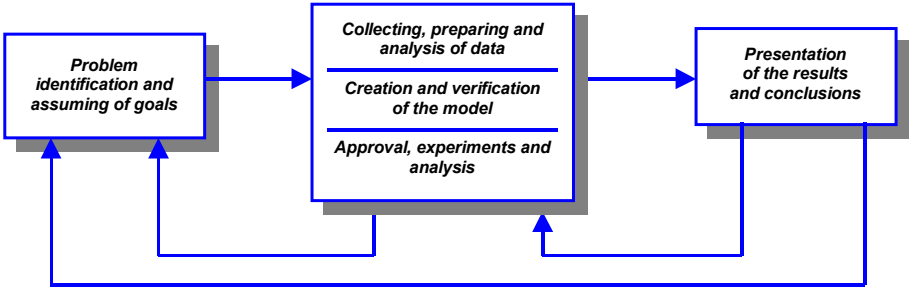 Problem
identification and
assuming of goals
Collecting, preparing and
analysis of data
Creation and verification
of the model
Approval, experiments and
analysis
Presentation
of the results
and conclusions